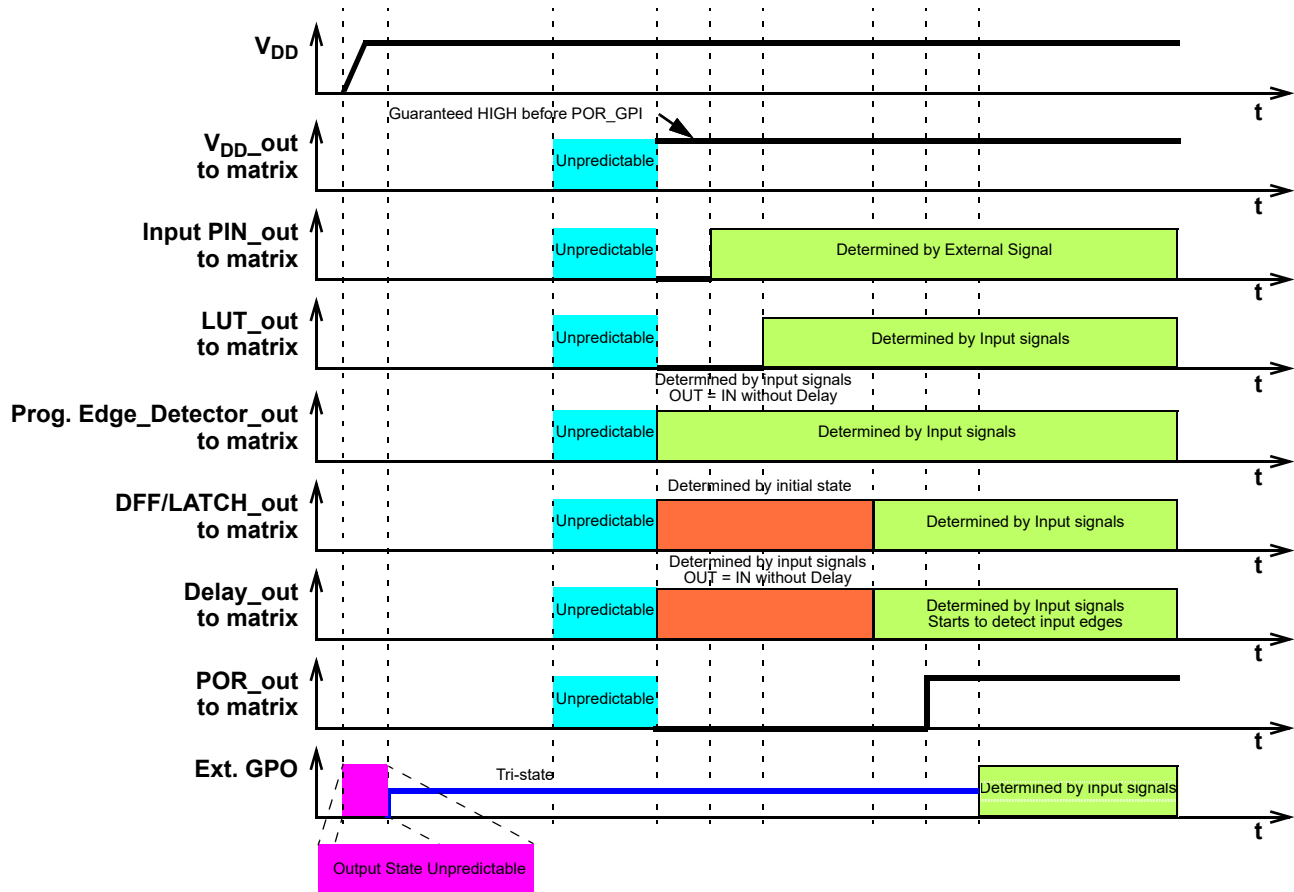 VDD
t
Guaranteed HIGH before POR_GPI
VDD_out
to matrix
Unpredictable
t
Input PIN_out
to matrix
Unpredictable
Determined by External Signal
t
LUT_out
to matrix
Unpredictable
Determined by Input signals
t
Determined by input signals
OUT = IN without Delay
Prog. Edge_Detector_out
to matrix
Unpredictable
Determined by Input signals
t
Determined by initial state
DFF/LATCH_out
to matrix
Unpredictable
Determined by Input signals
t
Determined by input signals
OUT = IN without Delay
Delay_out
to matrix
Unpredictable
Determined by Input signals
Starts to detect input edges
t
POR_out
to matrix
Unpredictable
t
Ext. GPO
Tri-state
Determined by input signals
t
Output State Unpredictable